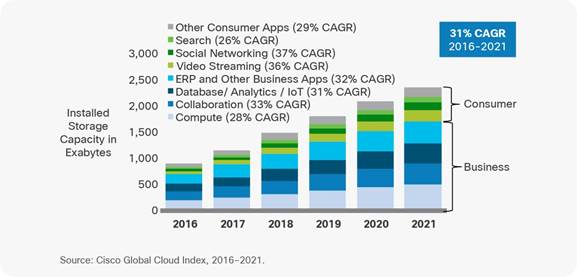 Other Consumer Apps (29% CAGR)
Search (26% CAGR)
Social Networking (37% CAGR)
Video Streaming (36% CAGR)
ERP and Other Business Apps (32% CAGR)
Database/ Analytics / IoT (31% CAGR)
Collaboration (33% CAGR)
Compute (28% CAGR)
31% CAGR
2016–2021
Installed
Storage
Capacity in
Exabytes
3,000
2,500
2,000
1,500
1,000
500
0
2016
2017
2018
2019
2020
2021
Consumer
Business
Source: Cisco Global Cloud Index, 2016–2021.